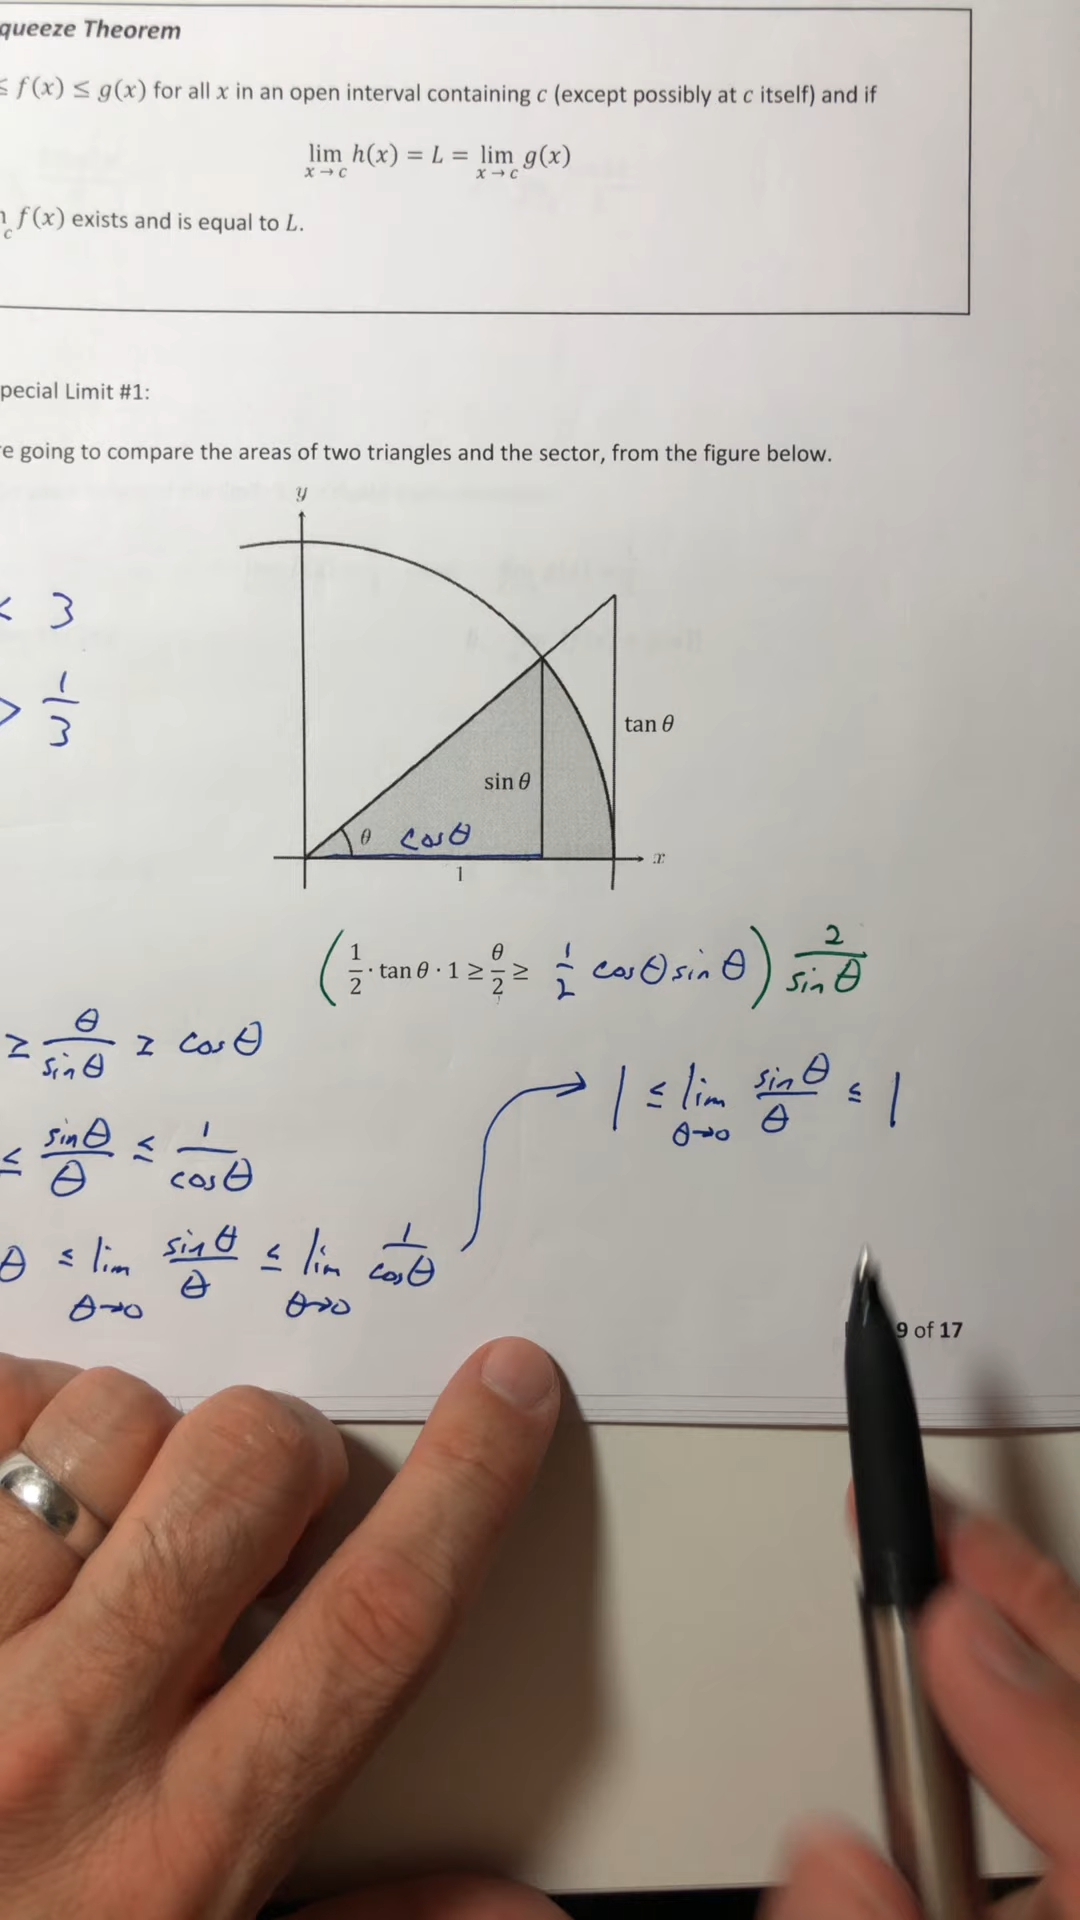 queeze Theorem
≤ f(x) ≤ g(x) for all x in an open interval containing c (except possibly at c itself) and if
lim h(x) = L = lim g(x)
x→c x→c
f(x) exists and is equal to L.
c
pecial Limit #1:
e going to compare the areas of two triangles and the sector, from the figure below.
y
< 3
> 1/3
tan θ
sin θ
θ cos θ
x
1
(1/2 · tan θ · 1 ≥ θ/2 ≥ 1/2 cos θ sin θ) 2/sin θ
≥ θ/sin θ ≥ cos θ
1 ≤ lim sin θ/θ ≤ 1
θ→0
≤ sin θ/θ ≤ 1/cos θ
θ ≤ lim sin θ/θ ≤ lim 1/cos θ
θ→0 θ→0
9 of 17